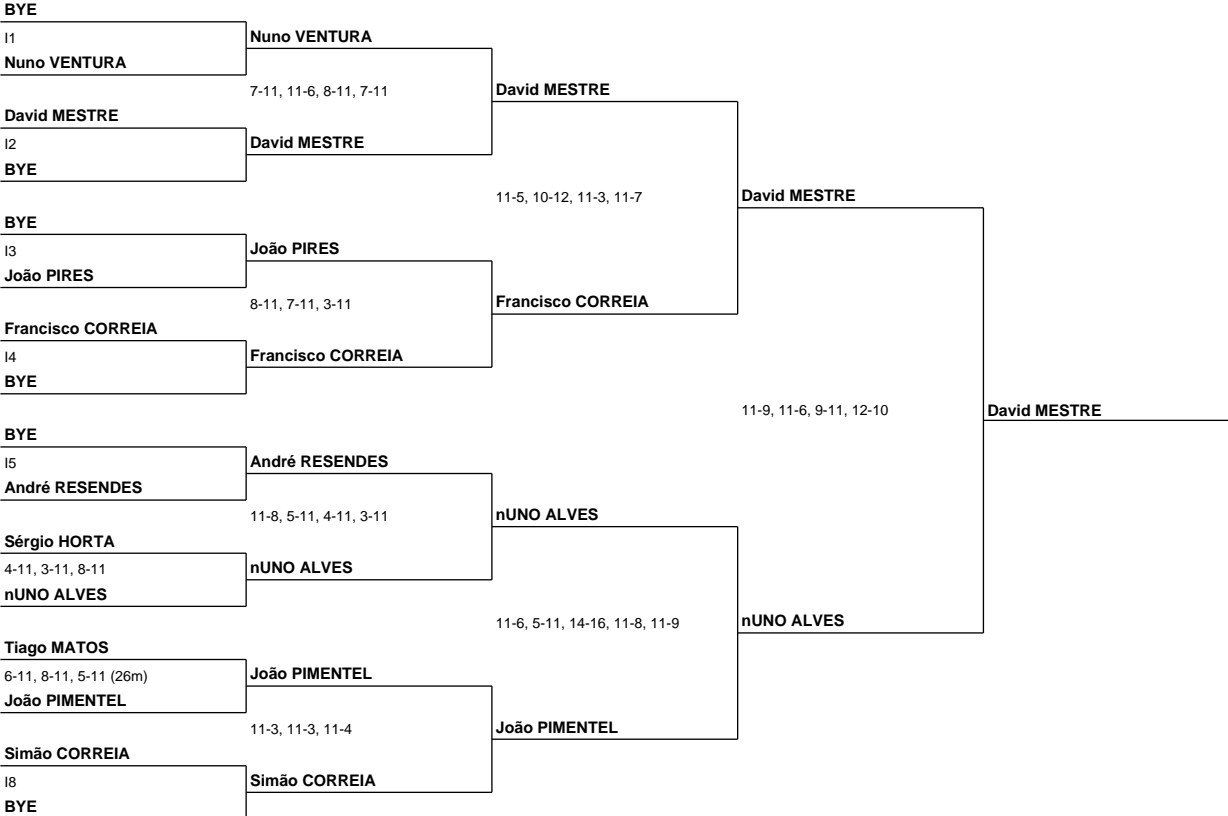 BYE
I1
Nuno VENTURA
David MESTRE
I2
BYE
BYE
I3
João PIRES
Francisco CORREIA
I4
BYE
BYE
I5
André RESENDES
Sérgio HORTA
4-11, 3-11, 8-11
nUNO ALVES
Tiago MATOS
6-11, 8-11, 5-11 (26m)
João PIMENTEL
Simão CORREIA
I8
BYE
Nuno VENTURA
7-11, 11-6, 8-11, 7-11
David MESTRE
João PIRES
8-11, 7-11, 3-11
Francisco CORREIA
André RESENDES
11-8, 5-11, 4-11, 3-11
nUNO ALVES
João PIMENTEL
11-3, 11-3, 11-4
Simão CORREIA
David MESTRE
11-5, 10-12, 11-3, 11-7
Francisco CORREIA
nUNO ALVES
11-6, 5-11, 14-16, 11-8, 11-9
João PIMENTEL
David MESTRE
11-9, 11-6, 9-11, 12-10
nUNO ALVES
David MESTRE